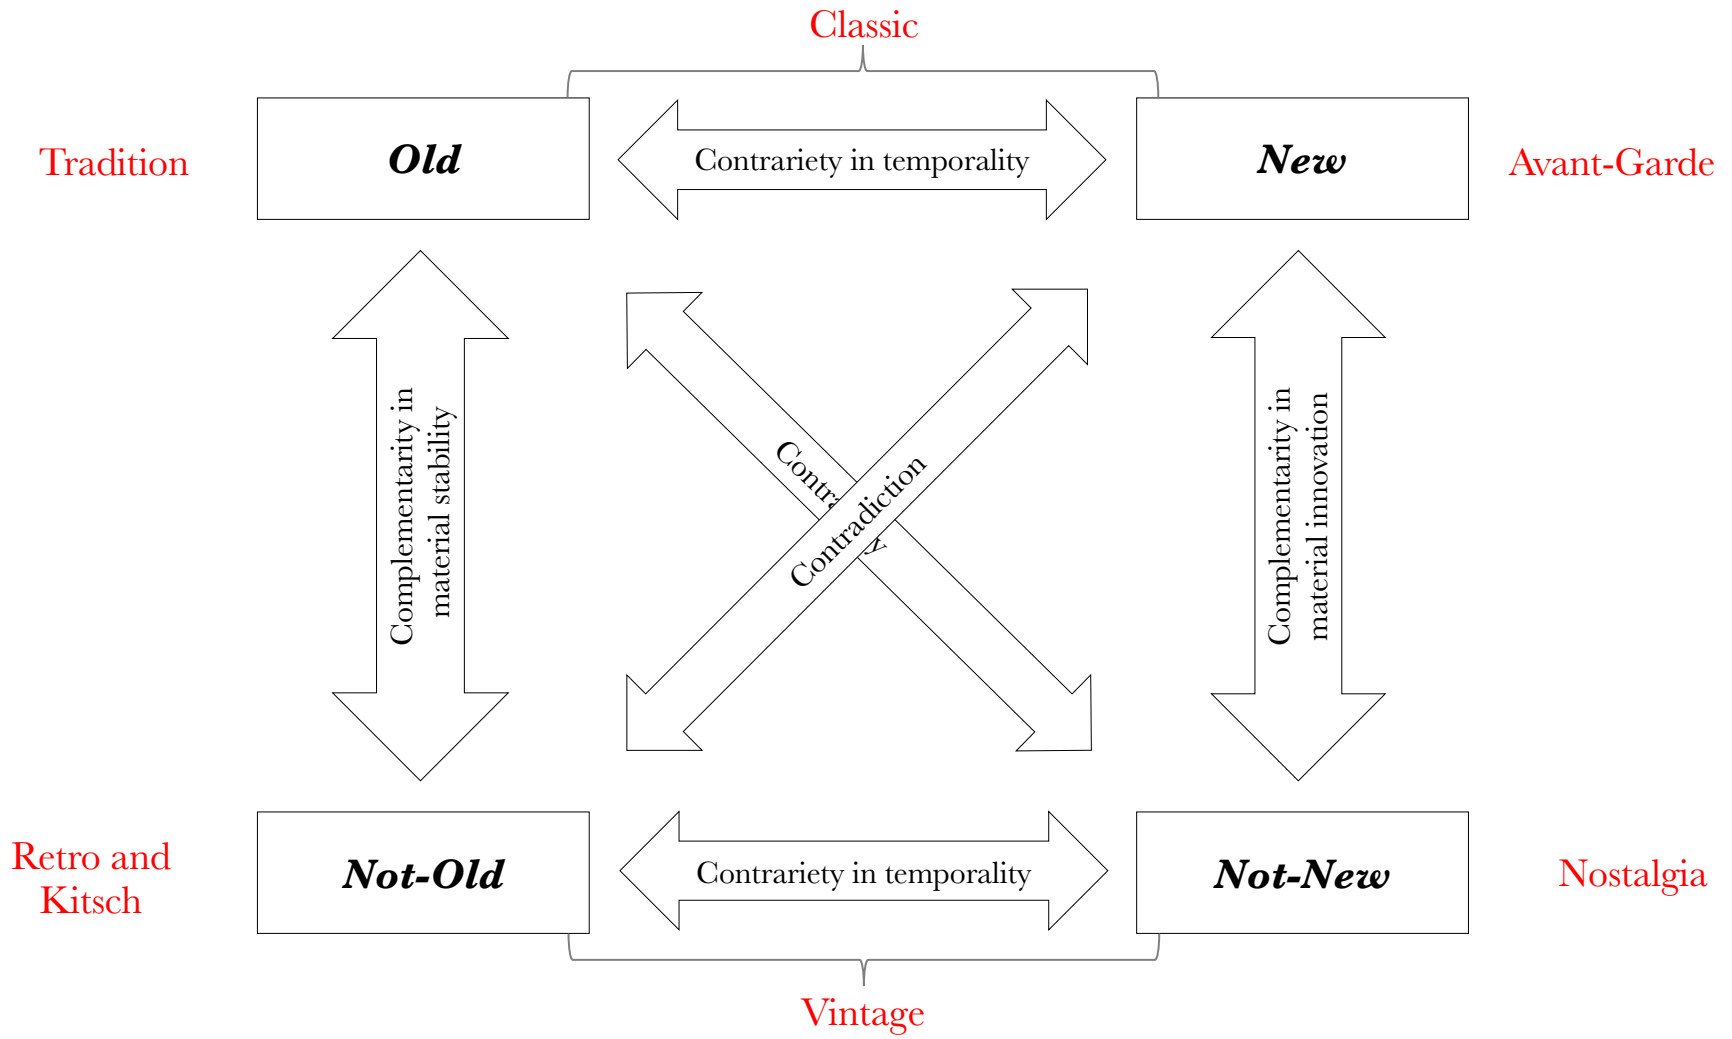 Classic
Tradition
Old
Contrariety in temporality
New
Avant-Garde
Complementarity in
material stability
Contradiction
Complementarity in
material innovation
Retro and
Kitsch
Not-Old
Contrariety in temporality
Not-New
Nostalgia
Vintage